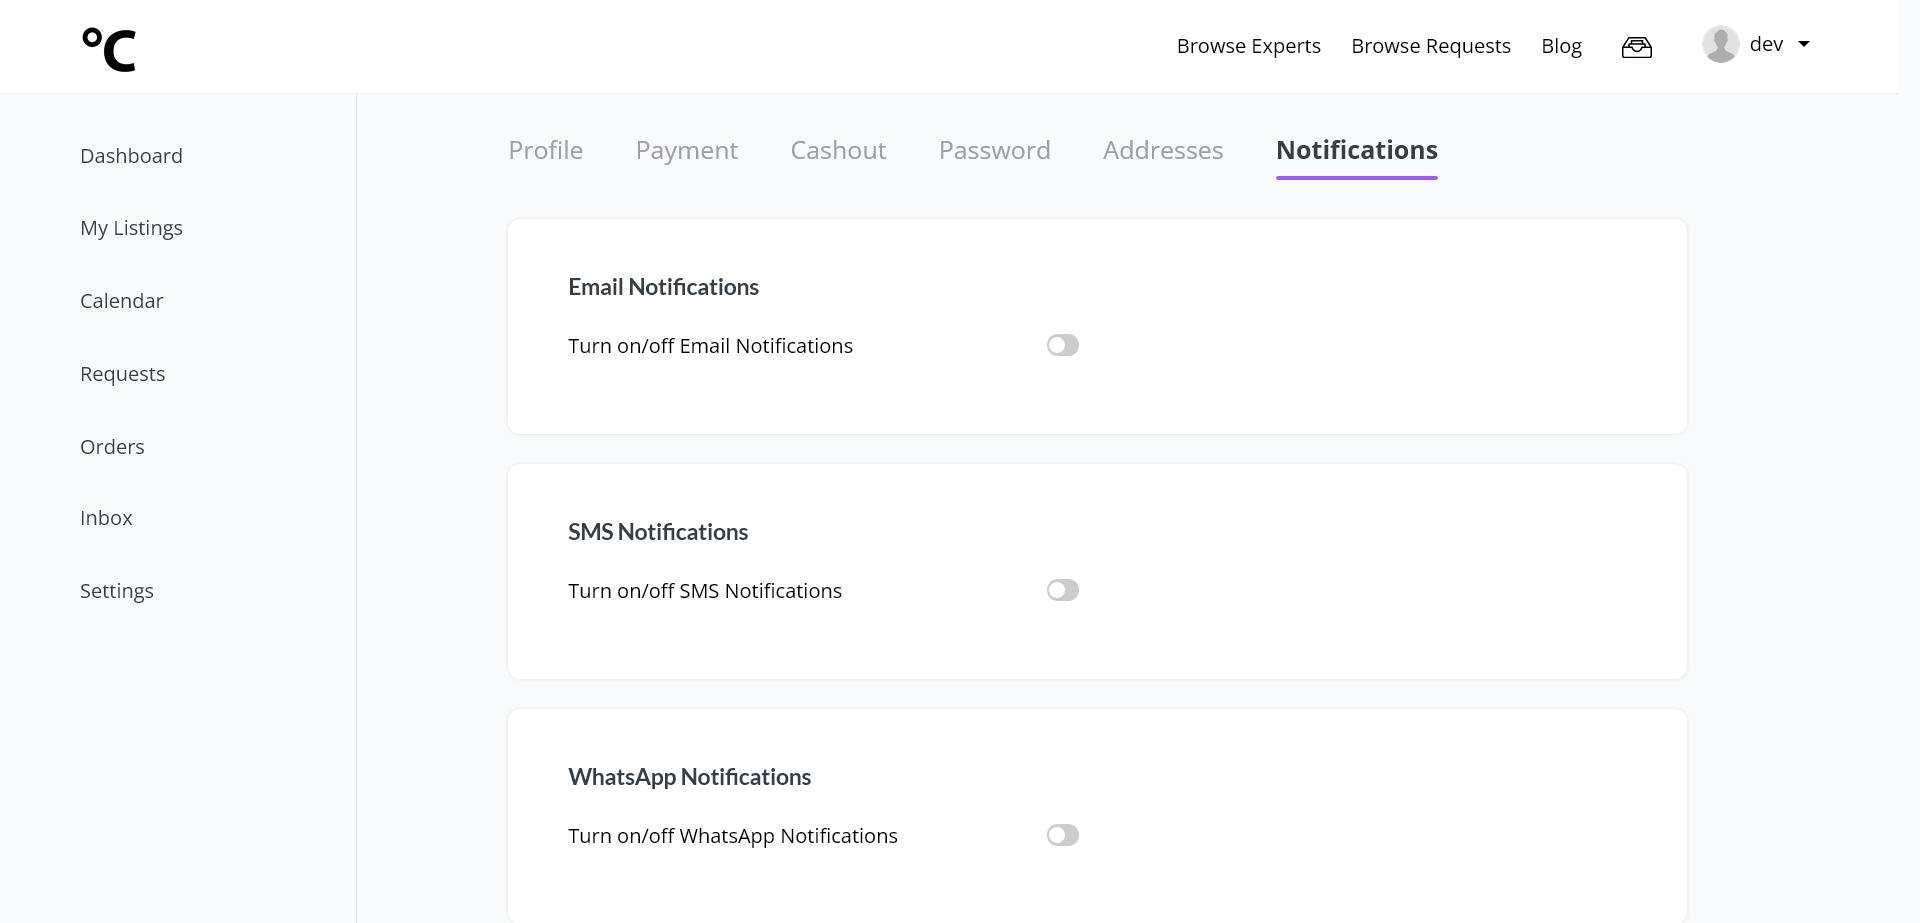 °C
Browse Experts
Browse Requests
Blog
dev
Dashboard
My Listings
Calendar
Requests
Orders
Inbox
Settings
Profile
Payment
Cashout
Password
Addresses
Notifications
Email Notifications
Turn on/off Email Notifications
SMS Notifications
Turn on/off SMS Notifications
WhatsApp Notifications
Turn on/off WhatsApp Notifications